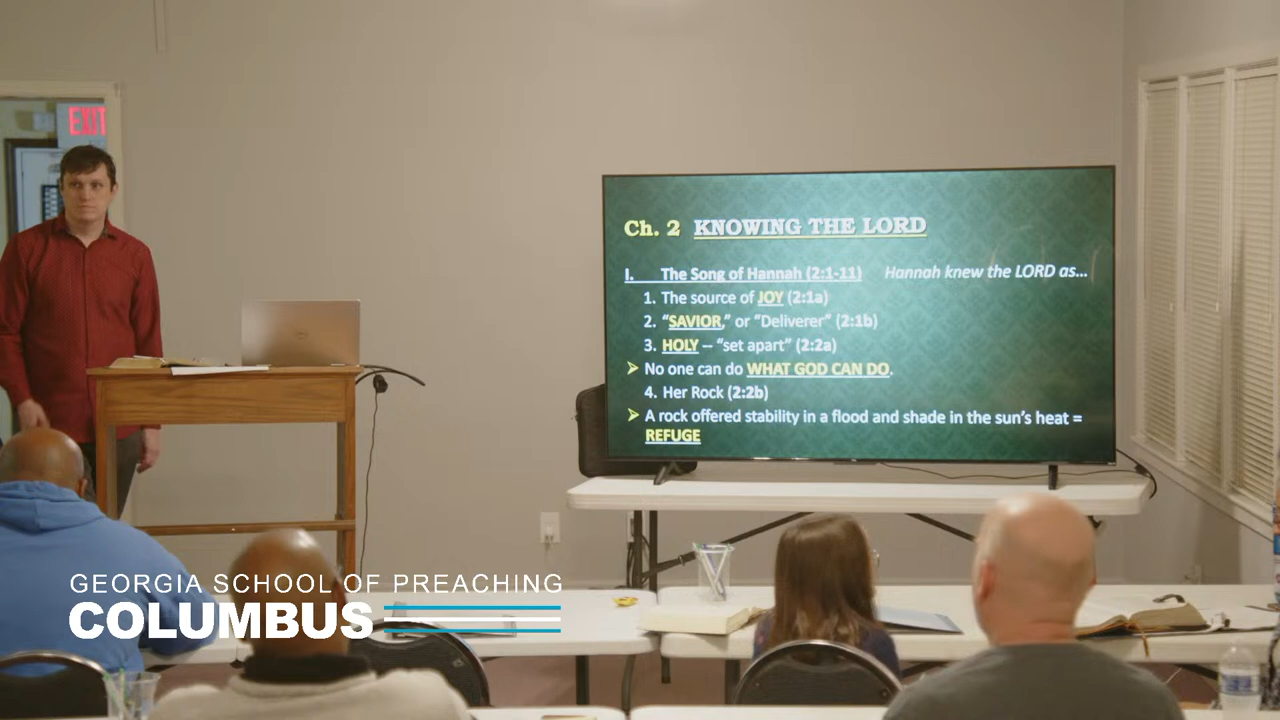 EXIT
Ch. 2 KNOWING THE LORD
I. The Song of Hannah (2:1-11) Hannah knew the LORD as...
1. The source of JOY (2:1a)
2. “SAVIOR,” or “Deliverer” (2:1b)
3. HOLY – “set apart” (2:2a)
No one can do WHAT GOD CAN DO.
4. Her Rock (2:2b)
A rock offered stability in a flood and shade in the sun’s heat =
REFUGE
GEORGIA SCHOOL OF PREACHING
COLUMBUS